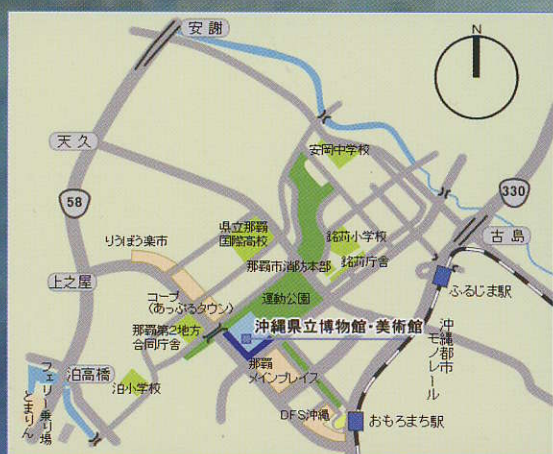 安謝
天久
58
安岡中学校
330
県立那覇
国際高校
銘苅小学校
古島
りうぼう楽市
那覇市消防本部
銘苅庁舎
上之屋
ふるじま駅
コープ
(あっぷるタウン)
運動公園
沖縄県立博物館・美術館
那覇第2地方
合同庁舎
沖縄都市
モノレール
那覇
メインプレイス
泊高橋
泊小学校
フェリー乗り場
とまりん
DFS沖縄
おもろまち駅